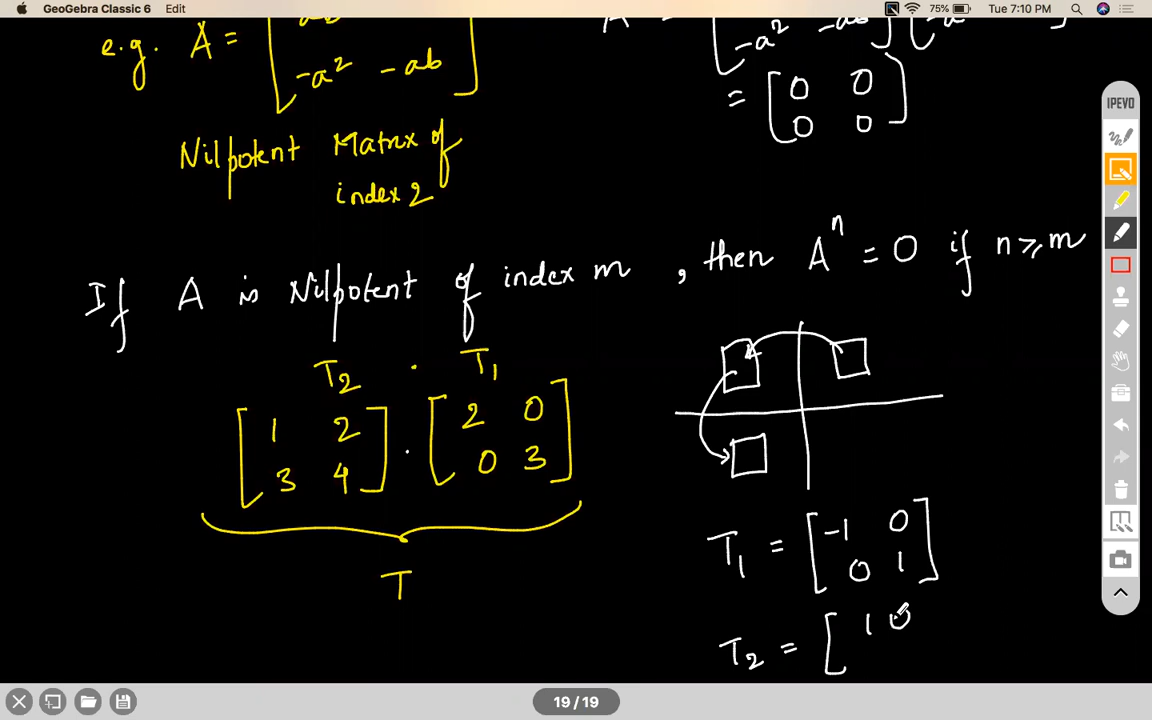 GeoGebra Classic 6 Edit 75% Tue 7:10 PM
e.g. A = [
-a² -ab
Nilpotent Matrix of
index 2
-a² -ab
= [0 0
0 0]
IPEVO
If A is Nilpotent of index m, then Aⁿ = 0 if n ⩾ m
T₂ · T₁
[1 2
3 4] · [2 0
0 3]
T
T₁ = [-1 0
0 1]
T₂ = [1 0
19 / 19